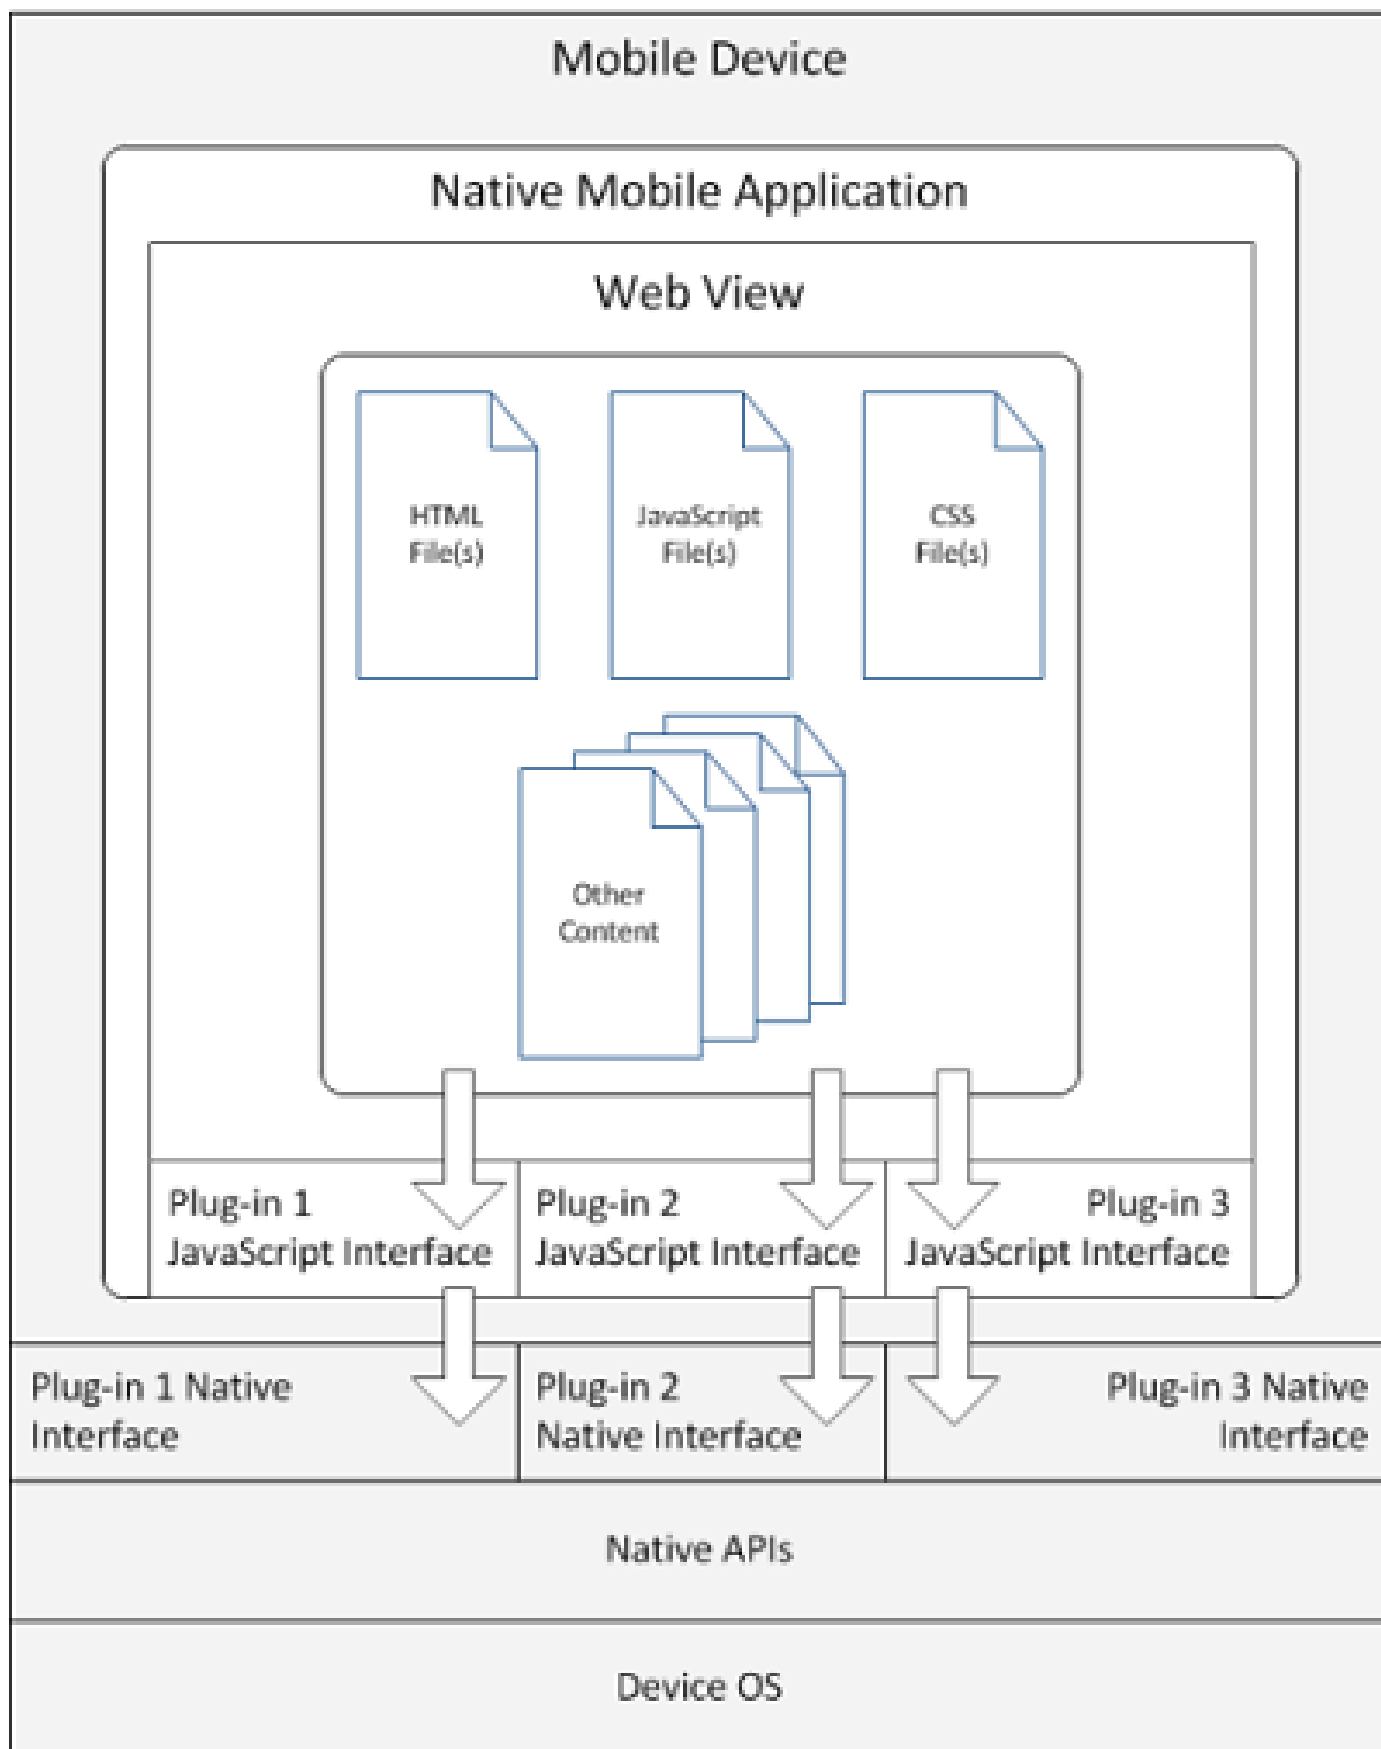 Mobile Device
Native Mobile Application
Web View
HTML
File(s)
JavaScript
File(s)
CSS
File(s)
Other
Content
Plug-in 1
JavaScript Interface
Plug-in 2
JavaScript Interface
Plug-in 3
JavaScript Interface
Plug-in 1 Native
Interface
Plug-in 2
Native Interface
Plug-in 3 Native
Interface
Native APIs
Device OS